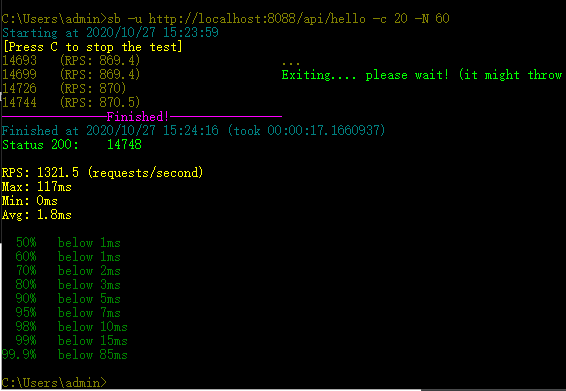 C:\Users\admin>sb -u http://localhost:8088/api/hello -c 20 -N 60
Starting at 2020/10/27 15:23:59
[Press C to stop the test]
14693 (RPS: 869.4) ...
14699 (RPS: 869.4) Exiting.... please wait! (it might throw
14726 (RPS: 870)
14744 (RPS: 870.5)
---------------Finished!----------------
Finished at 2020/10/27 15:24:16 (took 00:00:17.1660937)
Status 200: 14748
RPS: 1321.5 (requests/second)
Max: 117ms
Min: 0ms
Avg: 1.8ms
50% below 1ms
60% below 1ms
70% below 2ms
80% below 3ms
90% below 5ms
95% below 7ms
98% below 10ms
99% below 15ms
99.9% below 85ms
C:\Users\admin>